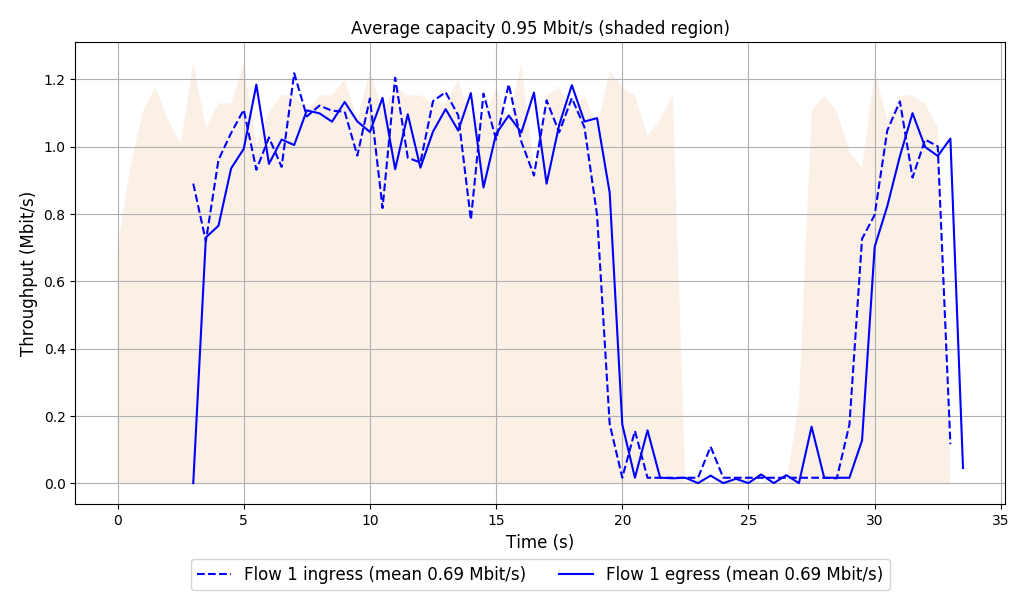 Average capacity 0.95 Mbit/s (shaded region)
Throughput (Mbit/s)
1.2
1.0
0.8
0.6
0.4
0.2
0.0
0 5 10 15 20 25 30 35
Time (s)
Flow 1 ingress (mean 0.69 Mbit/s) Flow 1 egress (mean 0.69 Mbit/s)